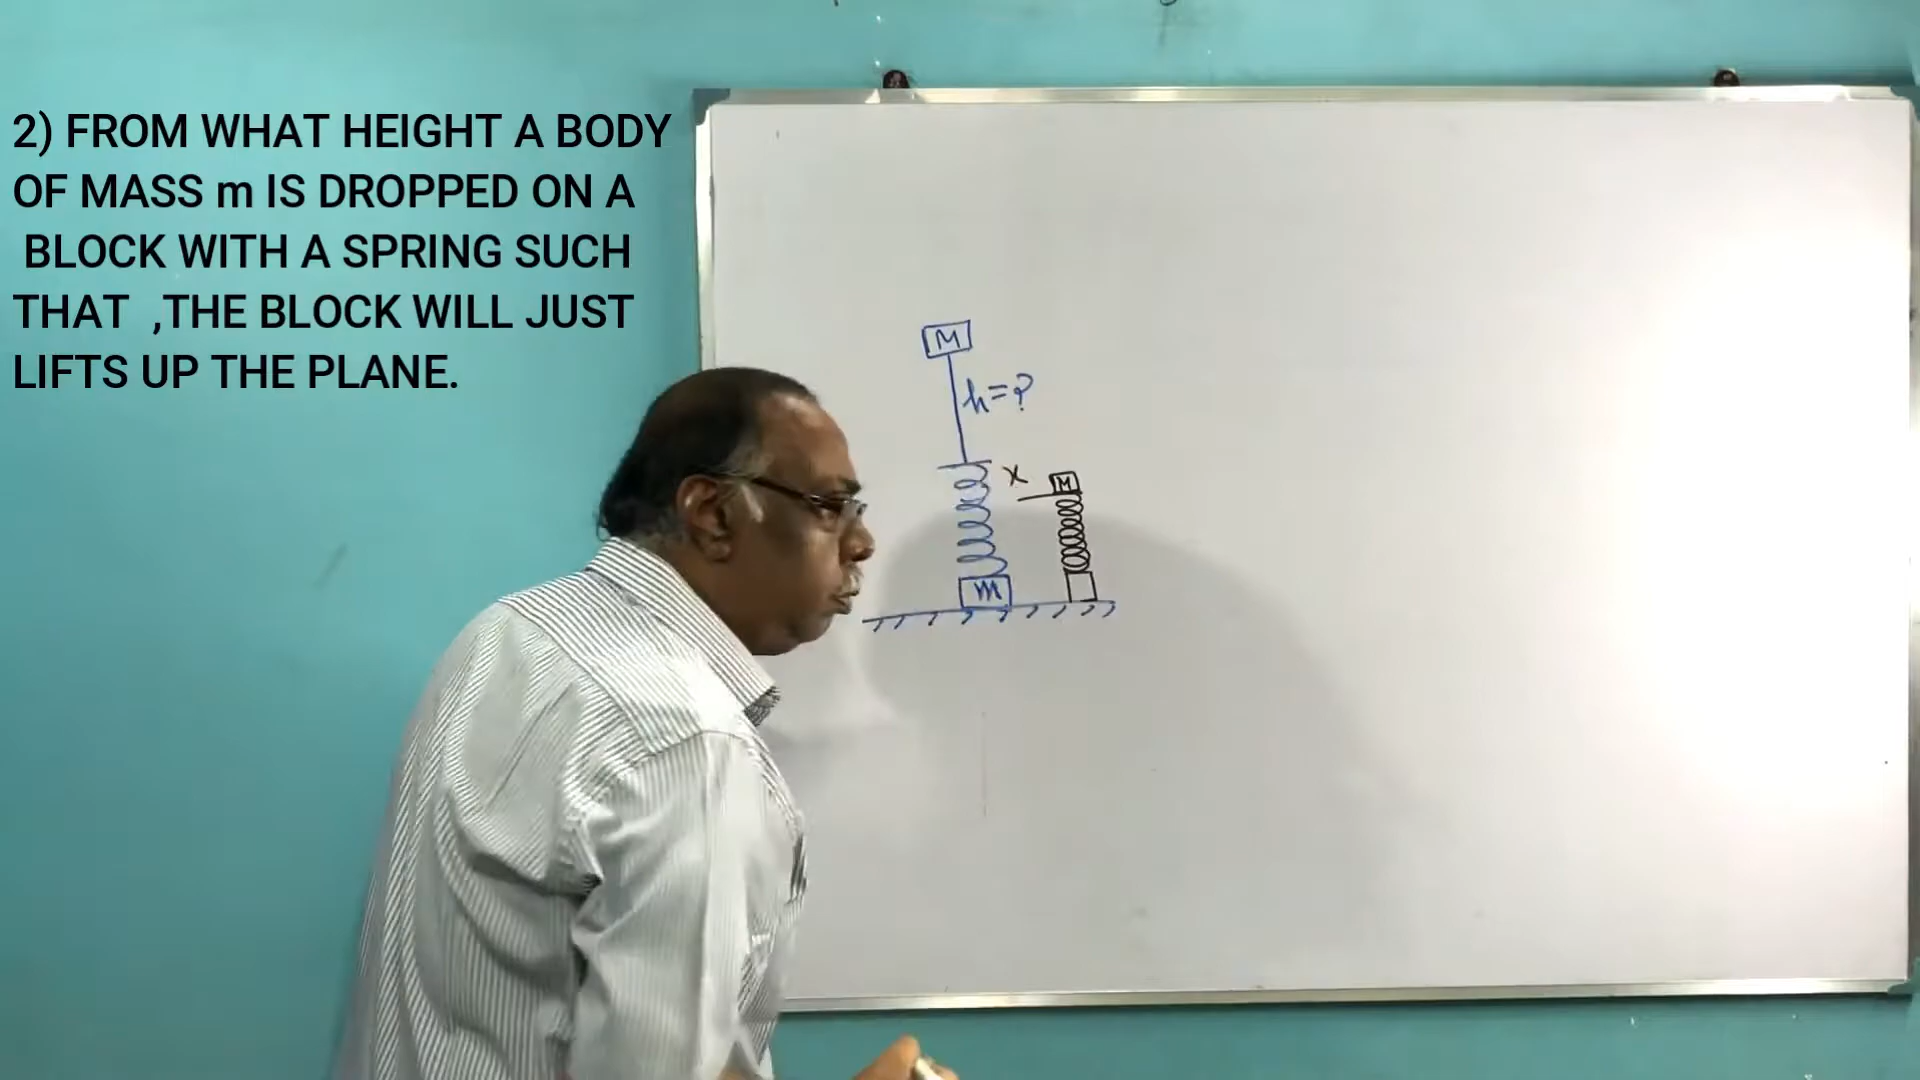 2) FROM WHAT HEIGHT A BODY
OF MASS m IS DROPPED ON A
BLOCK WITH A SPRING SUCH
THAT ,THE BLOCK WILL JUST
LIFTS UP THE PLANE.
M
h=?
x
M
m